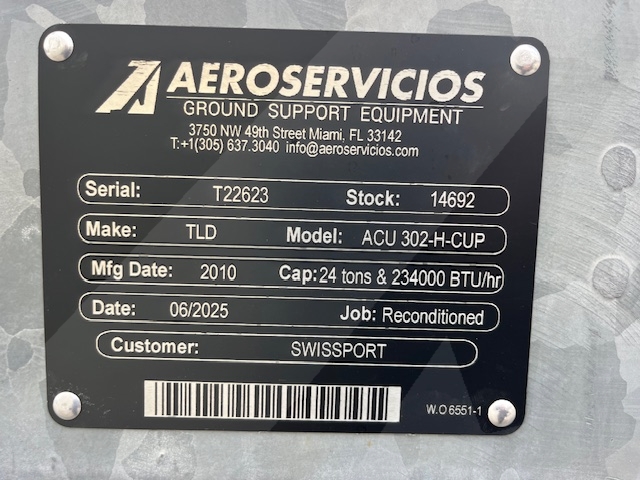 AEROSERVICIOS
GROUND SUPPORT EQUIPMENT
3750 NW 49th Street Miami, FL 33142
T:+1(305) 637.3040 info@aeroservicios.com
Serial: T22623 Stock: 14692
Make: TLD Model: ACU 302-H-CUP
Mfg Date: 2010 Cap: 24 tons & 234000 BTU/hr
Date: 06/2025 Job: Reconditioned
Customer: SWISSPORT
W.O 6551-1